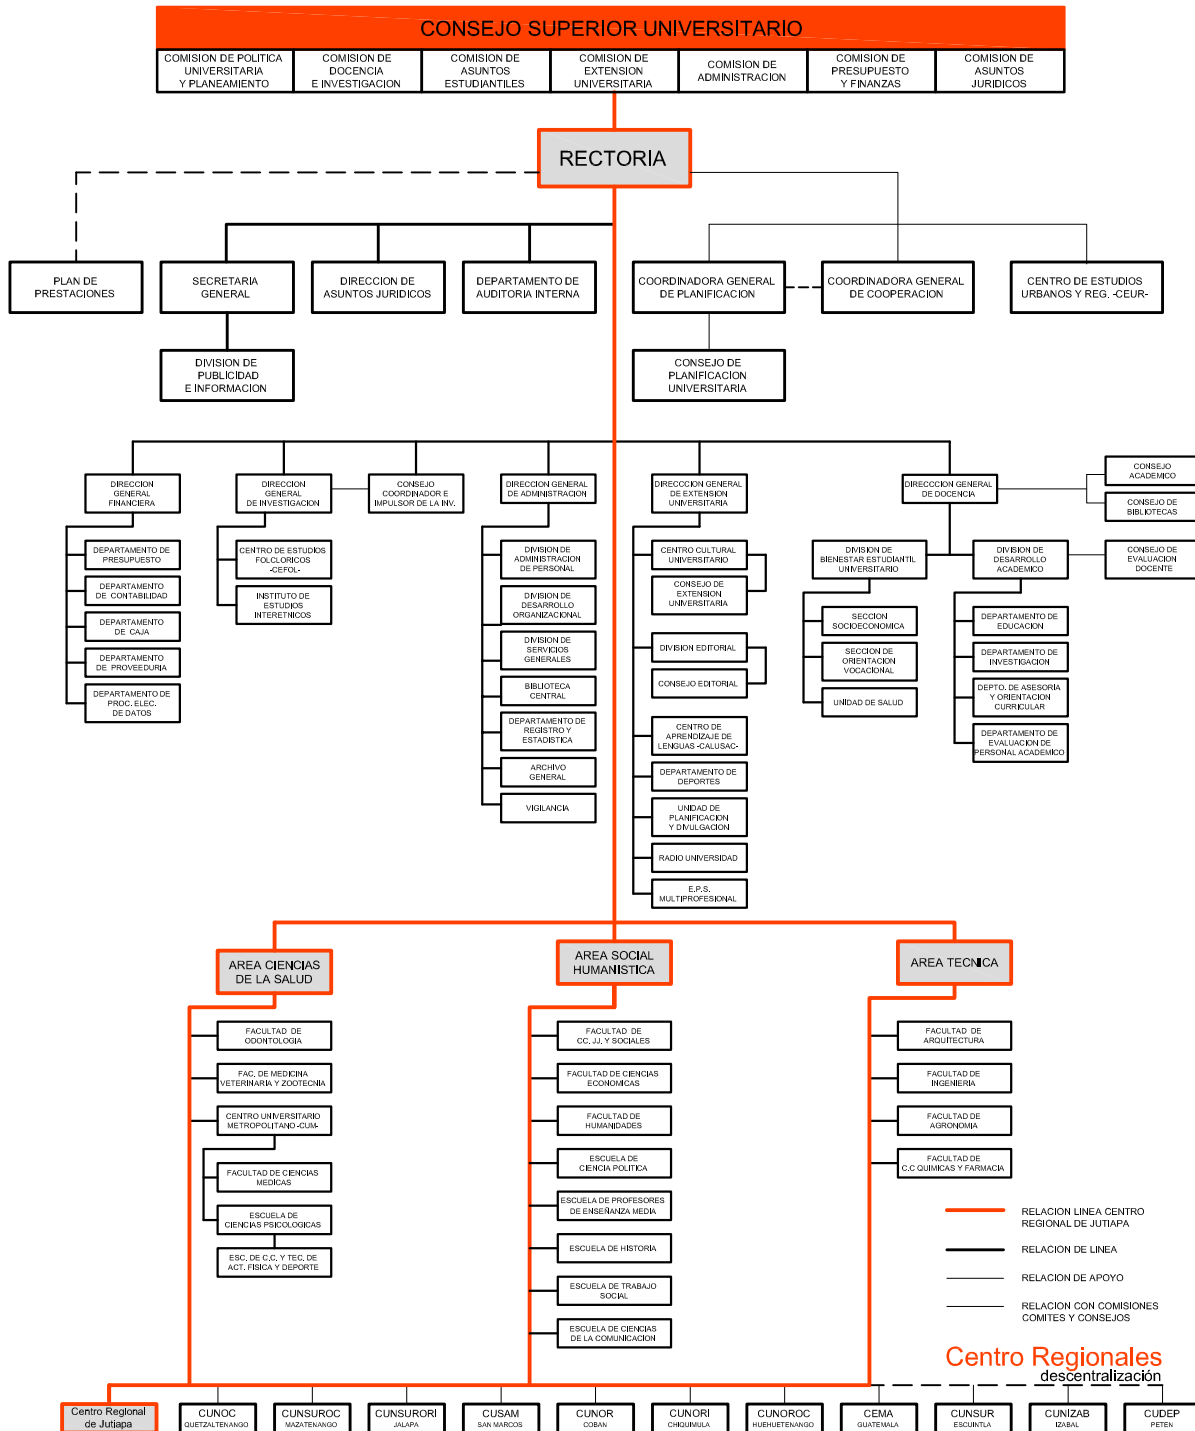 CONSEJO SUPERIOR UNIVERSITARIO
COMISION DE POLITICA
UNIVERSITARIA
Y PLANEAMIENTO
COMISION DE
DOCENCIA
E INVESTIGACION
COMISION DE
ASUNTOS
ESTUDIANTILES
COMISION DE
EXTENSION
UNIVERSITARIA
COMISION DE
ADMINISTRACION
COMISION DE
PRESUPUESTO
Y FINANZAS
COMISION DE
ASUNTOS
JURIDICOS
RECTORIA
PLAN DE
PRESTACIONES
SECRETARIA
GENERAL
DIRECCION DE
ASUNTOS JURIDICOS
DEPARTAMENTO DE
AUDITORIA INTERNA
COORDINADORA GENERAL
DE PLANIFICACION
COORDINADORA GENERAL
DE COOPERACION
CENTRO DE ESTUDIOS
URBANOS Y REG. -CEUR-
DIVISION DE
PUBLICIDAD
E INFORMACION
CONSEJO DE
PLANIFICACION
UNIVERSITARIA
DIRECCION
GENERAL
FINANCIERA
DIRECCION
GENERAL
DE INVESTIGACION
CONSEJO
COORDINADOR E
IMPULSOR DE LA INV.
DIRECCION GENERAL
DE ADMINISTRACION
DIRECCCION GENERAL
DE EXTENSION
UNIVERSITARIA
DIRECCCION GENERAL
DE DOCENCIA
CONSEJO
ACADEMICO
CONSEJO DE
BIBLIOTECAS
DEPARTAMENTO DE
PRESUPUESTO
DEPARTAMENTO
DE CONTABILIDAD
DEPARTAMENTO
DE CAJA
DEPARTAMENTO
DE PROVEEDURIA
DEPARTAMENTO DE
PROC. ELEC.
DE DATOS
CENTRO DE ESTUDIOS
FOLCLORICOS
-CEFOL-
INSTITUTO DE
ESTUDIOS
INTERETNICOS
DIVISION DE
ADMINISTRACION
DE PERSONAL
DIVISION DE
DESARROLLO
ORGANIZACIONAL
DIVISION DE
SERVICIOS
GENERALES
BIBLIOTECA
CENTRAL
DEPARTAMENTO DE
REGISTRO Y
ESTADISTICA
ARCHIVO
GENERAL
VIGILANCIA
CENTRO CULTURAL
UNIVERSITARIO
CONSEJO
DE EXTENSION
UNIVERSITARIA
DIVISION EDITORIAL
CONSEJO EDITORIAL
CENTRO DE
APRENDIZAJE DE
LENGUAS -CALUSAC-
DEPARTAMENTO DE
DEPORTES
UNIDAD DE
PLANIFICACION
Y DIVULGACION
RADIO UNIVERSIDAD
E.P.S.
MULTIPROFESIONAL
DIVISION DE
BIENESTAR ESTUDIANTIL
UNIVERSITARIO
DIVISION DE
DESARROLLO
ACADEMICO
CONSEJO DE
EVALUACION
DOCENTE
SECCION
SOCIOECONOMICA
SECCION DE
ORIENTACION
VOCACIONAL
UNIDAD DE SALUD
DEPARTAMENTO DE
EDUCACION
DEPARTAMENTO DE
INVESTIGACION
DEPTO. DE ASESORIA
Y ORIENTACION
CURRICULAR
DEPARTAMENTO DE
EVALUACION DE
PERSONAL ACADEMICO
AREA CIENCIAS
DE LA SALUD
AREA SOCIAL
HUMANISTICA
AREA TECNICA
FACULTAD DE
ODONTOLOGIA
FAC. DE MEDICINA
VETERINARIA Y ZOOTECNIA
CENTRO UNIVERSITARIO
METROPOLITANO -CUM-
FACULTAD DE CIENCIAS
MEDICAS
ESCUELA DE
CIENCIAS PSICOLOGICAS
ESC. DE C.C. Y TEC. DE
ACT. FISICA Y DEPORTE
FACULTAD DE
CC. JJ. Y SOCIALES
FACULTAD DE CIENCIAS
ECONOMICAS
FACULTAD DE
HUMANIDADES
ESCUELA DE
CIENCIA POLITICA
ESCUELA DE PROFESORES
DE ENSEÑANZA MEDIA
ESCUELA DE HISTORIA
ESCUELA DE TRABAJO
SOCIAL
ESCUELA DE CIENCIAS
DE LA COMUNICACION
FACULTAD DE
ARQUITECTURA
FACULTAD DE
INGENIERIA
FACULTAD DE
AGRONOMIA
FACULTAD DE
C.C QUIMICAS Y FARMACIA
RELACION LINEA CENTRO
REGIONAL DE JUTIAPA
RELACION DE LINEA
RELACION DE APOYO
RELACION CON COMISIONES
COMITES Y CONSEJOS
Centro Regionales
descentralización
Centro Regional
de Jutiapa
CUNOC
QUETZALTENANGO
CUNSUROC
MAZATENANGO
CUNSURORI
JALAPA
CUSAM
SAN MARCOS
CUNOR
COBAN
CUNORI
CHIQUIMULA
CUNOROC
HUEHUETENANGO
CEMA
GUATEMALA
CUNSUR
ESCUINTLA
CUNIZAB
IZABAL
CUDEP
PETEN